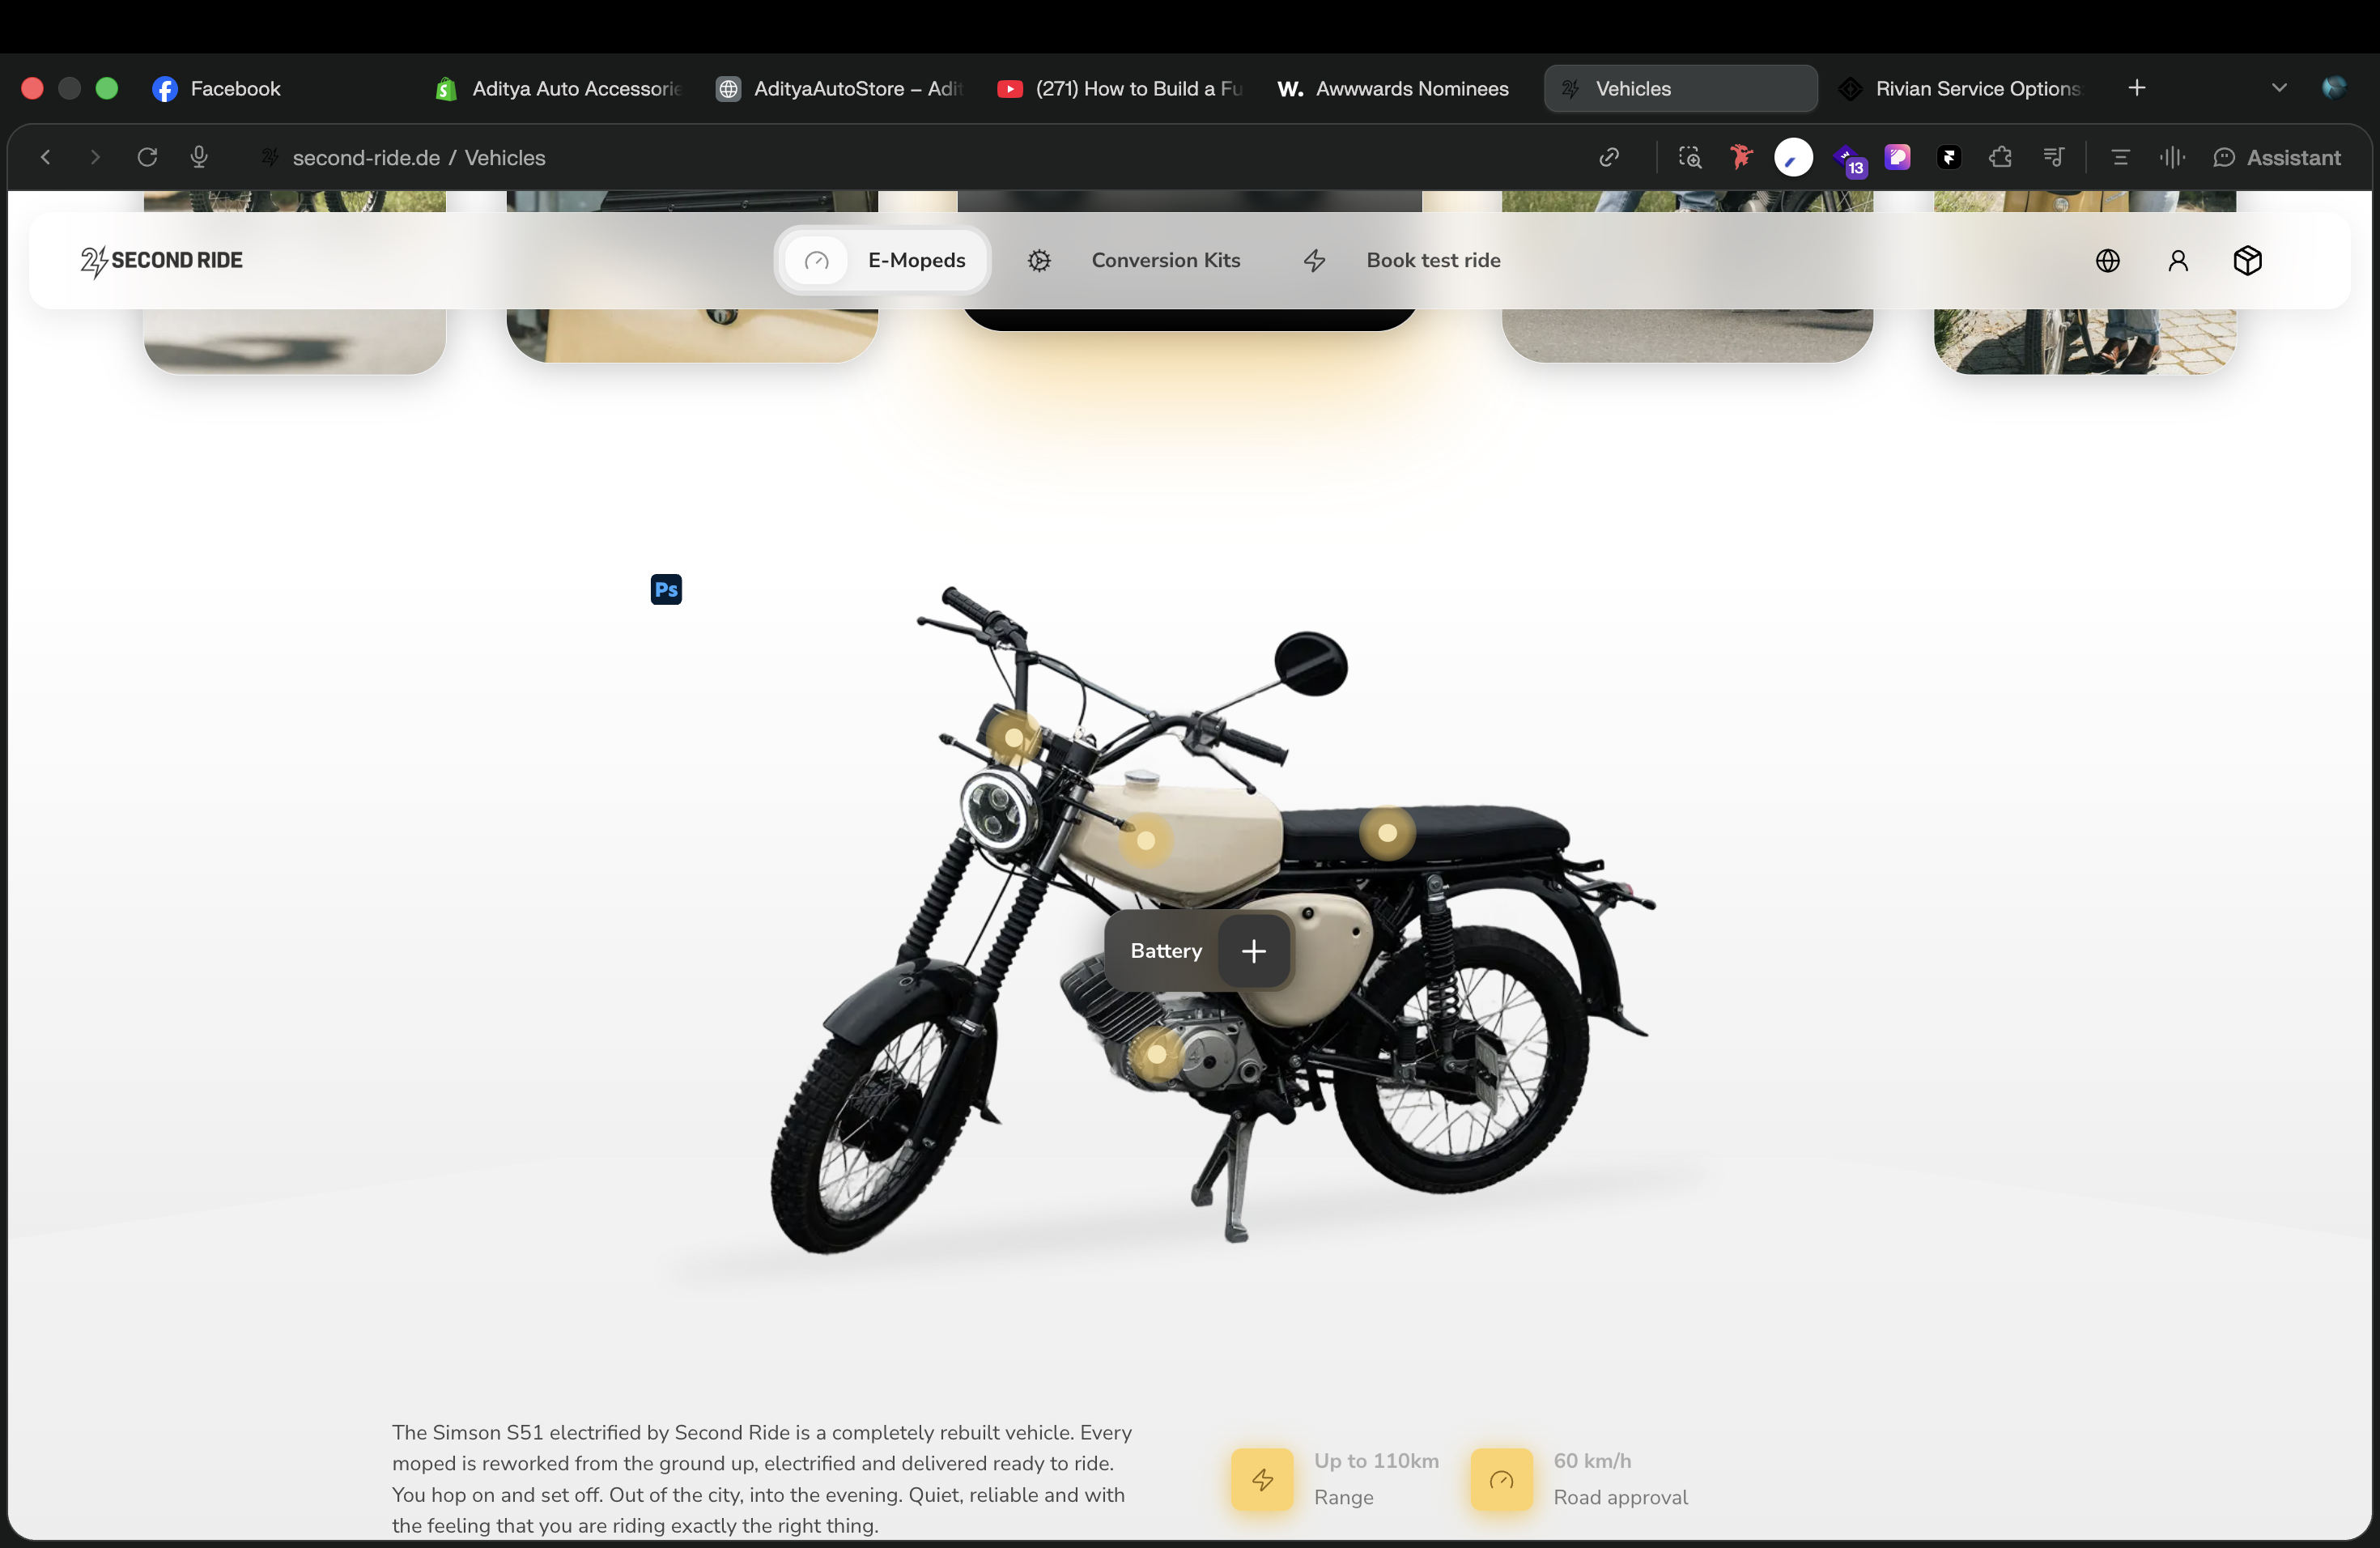 Facebook
Aditya Auto Accessorie
AdityaAutoStore – Adit
(271) How to Build a Fu
W. Awwwards Nominees
Vehicles
Rivian Service Options
second-ride.de / Vehicles
13
Assistant
SECOND RIDE
E-Mopeds
Conversion Kits
Book test ride
Ps
Battery
The Simson S51 electrified by Second Ride is a completely rebuilt vehicle. Every
moped is reworked from the ground up, electrified and delivered ready to ride.
You hop on and set off. Out of the city, into the evening. Quiet, reliable and with
the feeling that you are riding exactly the right thing.
Up to 110km
Range
60 km/h
Road approval